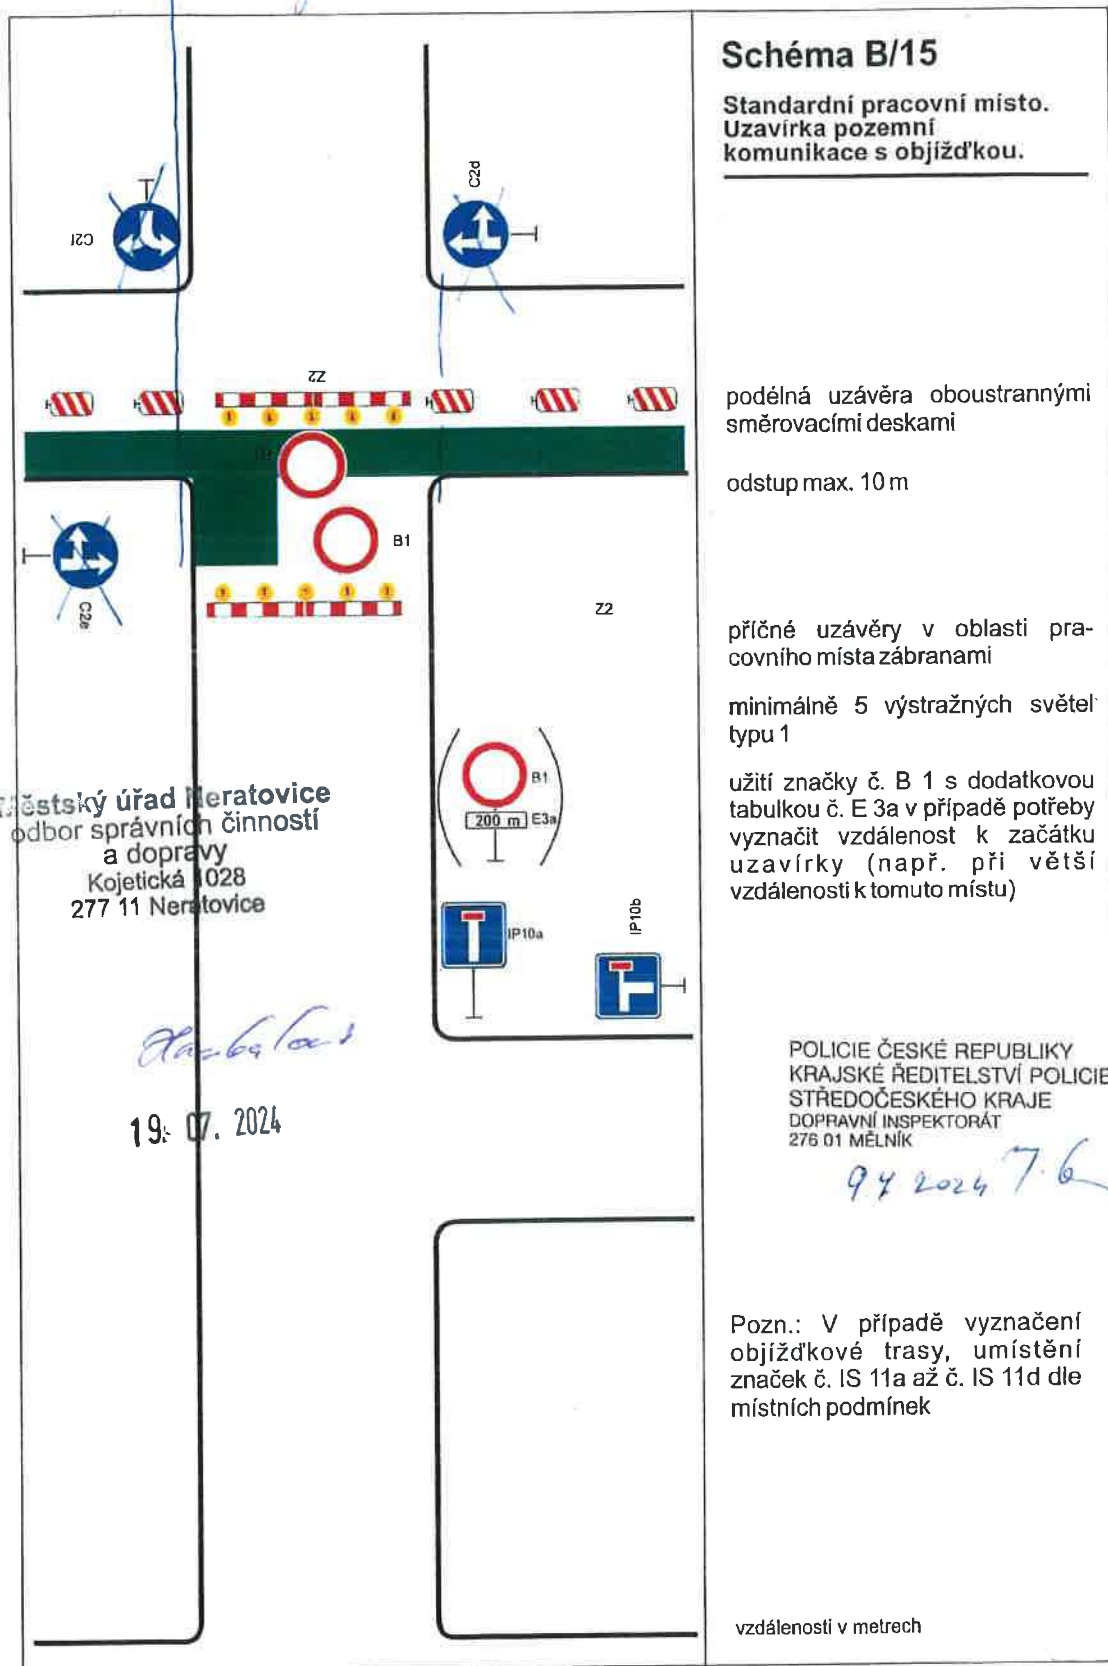 Schéma B/15
Standardní pracovní místo.
Uzavírka pozemní
komunikace s objížďkou.
C2f
C2d
Z2
podélná uzávěra oboustrannými
směrovacími deskami
odstup max. 10 m
B1
C2e
Z2
příčné uzávěry v oblasti pra-
covního místa zábranami
minimálně 5 výstražných světel
typu 1
užití značky č. B 1 s dodatkovou
tabulkou č. E 3a v případě potřeby
vyznačit vzdálenost k začátku
uzavírky (např. při větší
vzdálenosti k tomuto místu)
B1
200 m E3a
IP10a
IP10b
Městský úřad Neratovice
odbor správních činností
a dopravy
Kojetická 1028
277 11 Neratovice
19. 07. 2024
POLICIE ČESKÉ REPUBLIKY
KRAJSKÉ ŘEDITELSTVÍ POLICIE
STŘEDOČESKÉHO KRAJE
DOPRAVNÍ INSPEKTORÁT
276 01 MĚLNÍK
9 7 2024
Pozn.: V případě vyznačení
objížďkové trasy, umístění
značek č. IS 11a až č. IS 11d dle
místních podmínek
vzdálenosti v metrech